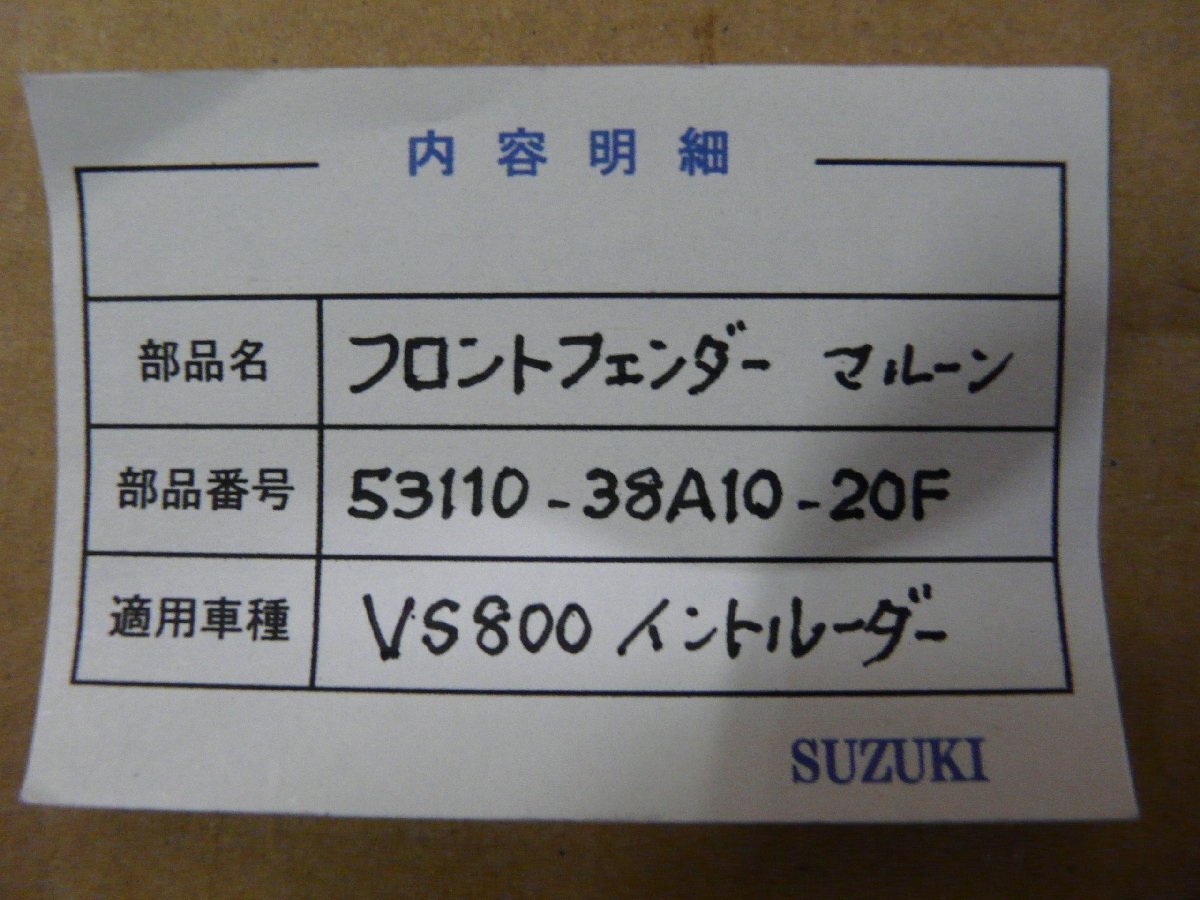 内容明細
部品名 フロントフェンダー マルーン
部品番号 53110-38A10-20F
適用車種 VS800 イントルーダー
SUZUKI